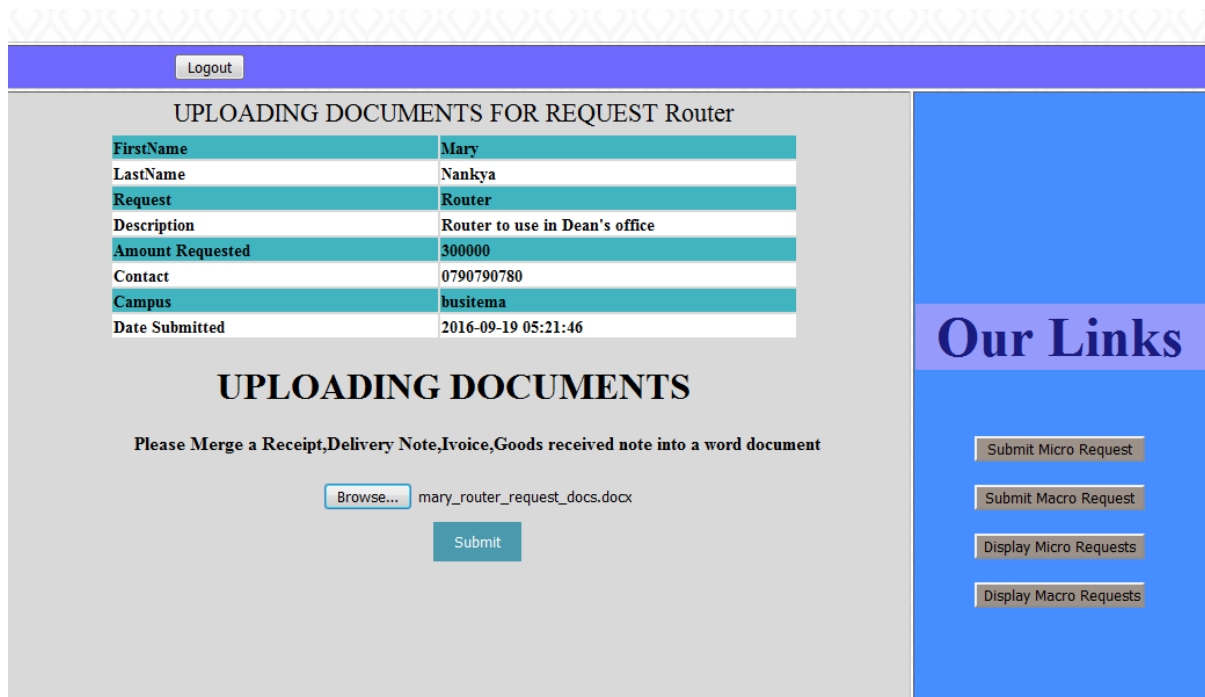 Logout
UPLOADING DOCUMENTS FOR REQUEST Router
FirstName Mary
LastName Nankya
Request Router
Description Router to use in Dean's office
Amount Requested 300000
Contact 0790790780
Campus busitema
Date Submitted 2016-09-19 05:21:46
UPLOADING DOCUMENTS
Please Merge a Receipt,Delivery Note,Ivoice,Goods received note into a word document
Browse... mary_router_request_docs.docx
Submit
Our Links
Submit Micro Request
Submit Macro Request
Display Micro Requests
Display Macro Requests